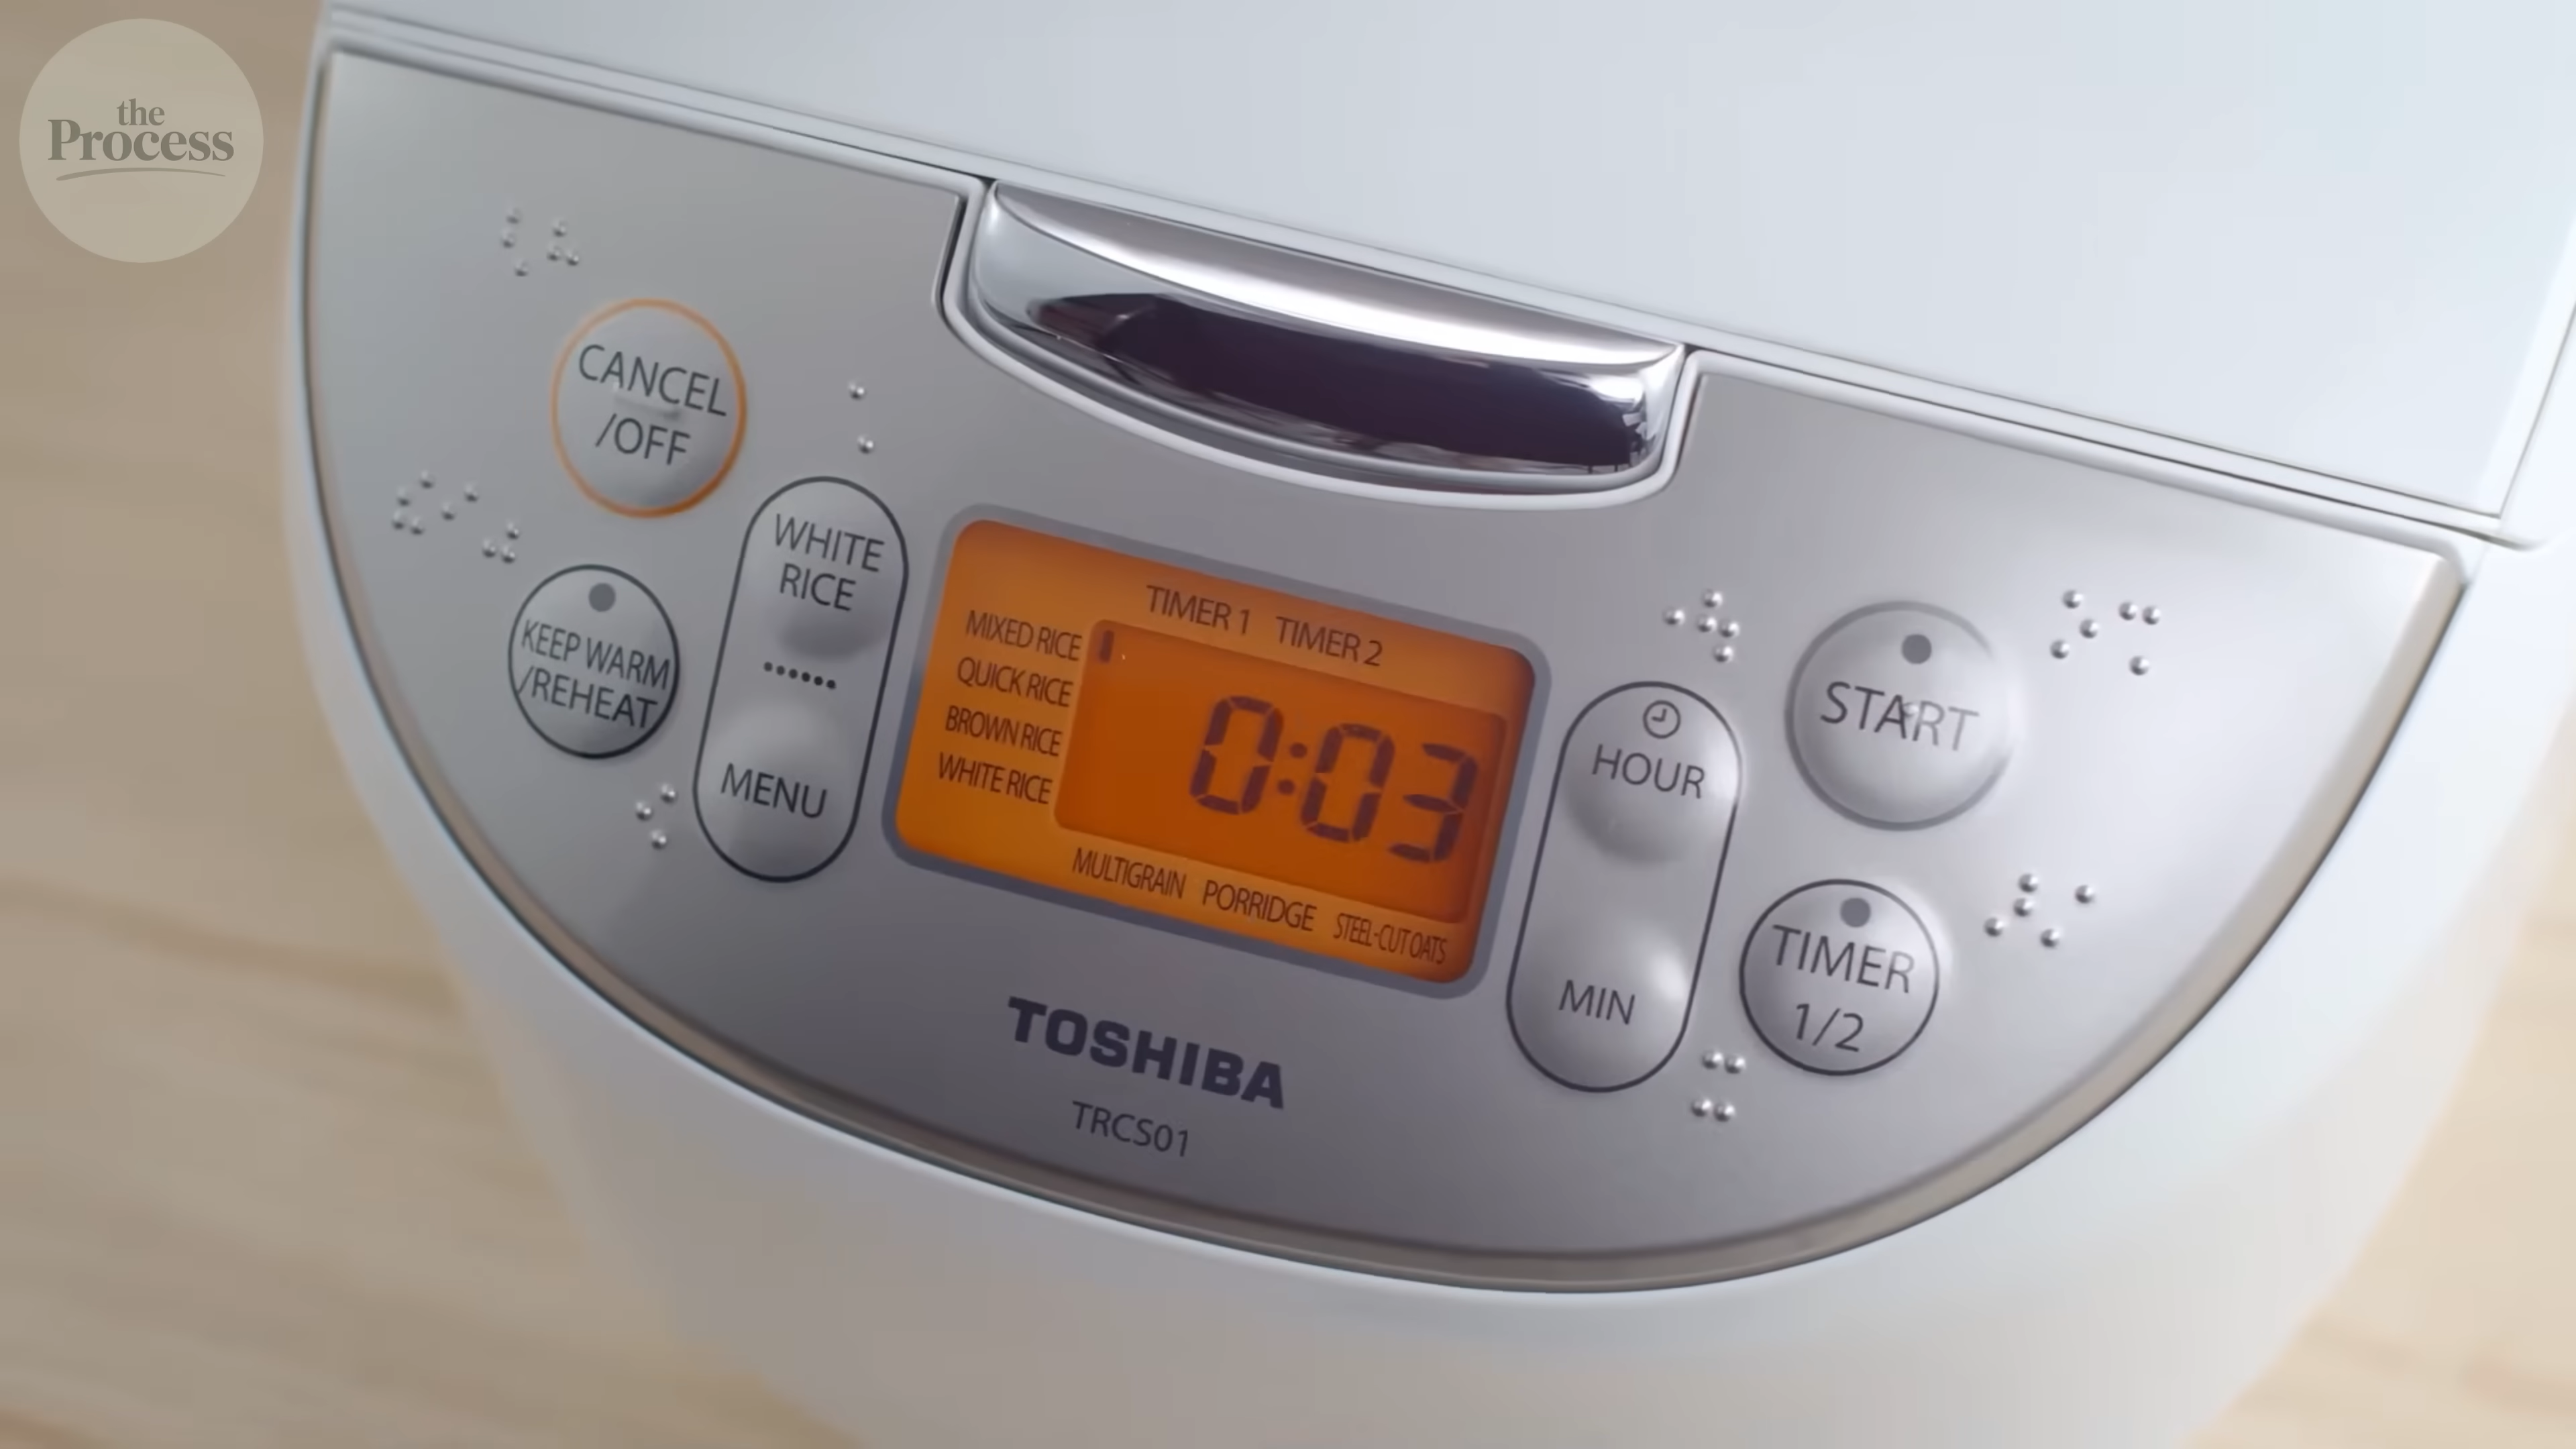 the
Process
CANCEL
/OFF
WHITE
RICE
KEEP WARM
/REHEAT
MENU
TIMER 1 TIMER 2
MIXED RICE
QUICK RICE
BROWN RICE
WHITE RICE
0:03
MULTIGRAIN PORRIDGE STEEL-CUT OATS
HOUR
MIN
START
TIMER
1/2
TOSHIBA
TRCS01